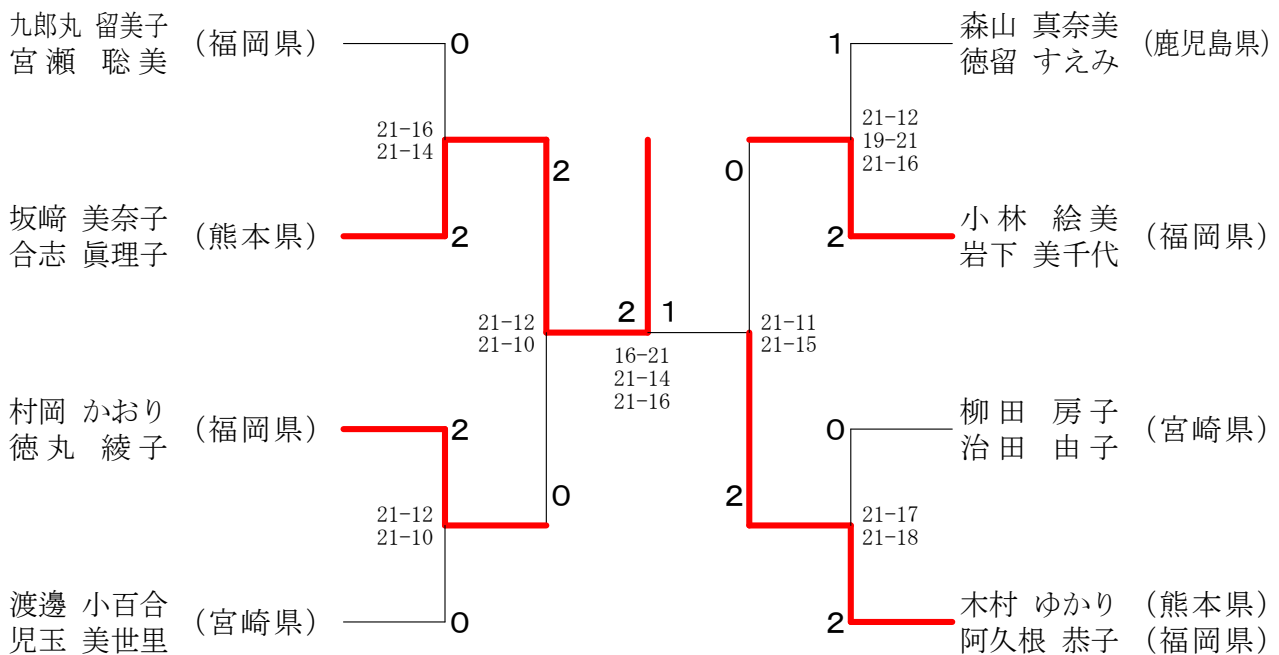 九郎丸 留美子
宮瀬 聡美
(福岡県)
0
21-16
21-14
2
坂﨑 美奈子
合志 眞理子
(熊本県)
2
21-12
21-10
村岡 かおり
徳丸 綾子
(福岡県)
2
0
21-12
21-10
渡邊 小百合
児玉 美世里
(宮崎県)
0
2 1
16-21
21-14
21-16
森山 真奈美
徳留 すえみ
(鹿児島県)
1
21-12
19-21
21-16
0
小林 絵美
岩下 美千代
(福岡県)
2
21-11
21-15
柳田 房子
治田 由子
(宮崎県)
0
2
21-17
21-18
木村 ゆかり (熊本県)
阿久根 恭子 (福岡県)
2